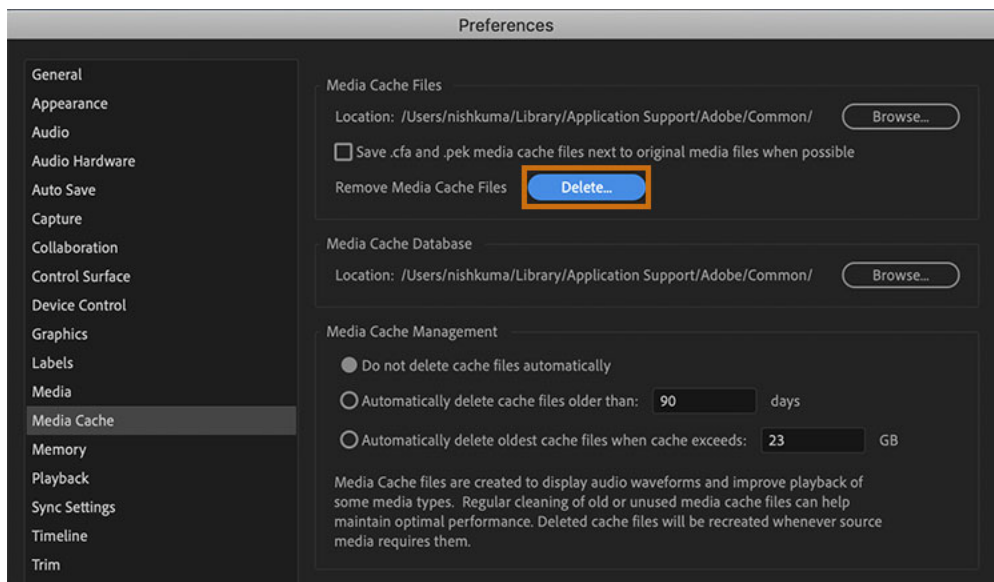 Preferences
General
Appearance
Audio
Audio Hardware
Auto Save
Capture
Collaboration
Control Surface
Device Control
Graphics
Labels
Media
Media Cache
Memory
Playback
Sync Settings
Timeline
Trim
Media Cache Files
Location: /Users/nishkuma/Library/Application Support/Adobe/Common/ Browse...
Save .cfa and .pek media cache files next to original media files when possible
Remove Media Cache Files Delete...
Media Cache Database
Location: /Users/nishkuma/Library/Application Support/Adobe/Common/ Browse...
Media Cache Management
Do not delete cache files automatically
Automatically delete cache files older than: 90 days
Automatically delete oldest cache files when cache exceeds: 23 GB
Media Cache files are created to display audio waveforms and improve playback of
some media types. Regular cleaning of old or unused media cache files can help
maintain optimal performance. Deleted cache files will be recreated whenever source
media requires them.